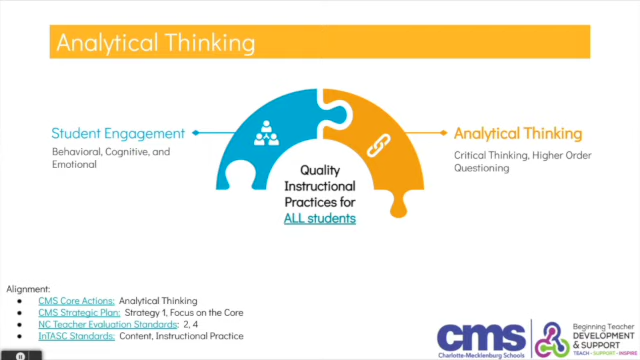 Analytical Thinking
Student Engagement
Behavioral, Cognitive, and
Emotional
Analytical Thinking
Critical Thinking, Higher Order
Questioning
Quality
Instructional
Practices for
ALL students
Alignment:
● CMS Core Actions: Analytical Thinking
● CMS Strategic Plan: Strategy 1, Focus on the Core
● NC Teacher Evaluation Standards: 2, 4
● InTASC Standards: Content, Instructional Practice
cms
Charlotte-Mecklenburg Schools
Beginning Teacher
DEVELOPMENT
& SUPPORT
TEACH · SUPPORT · INSPIRE